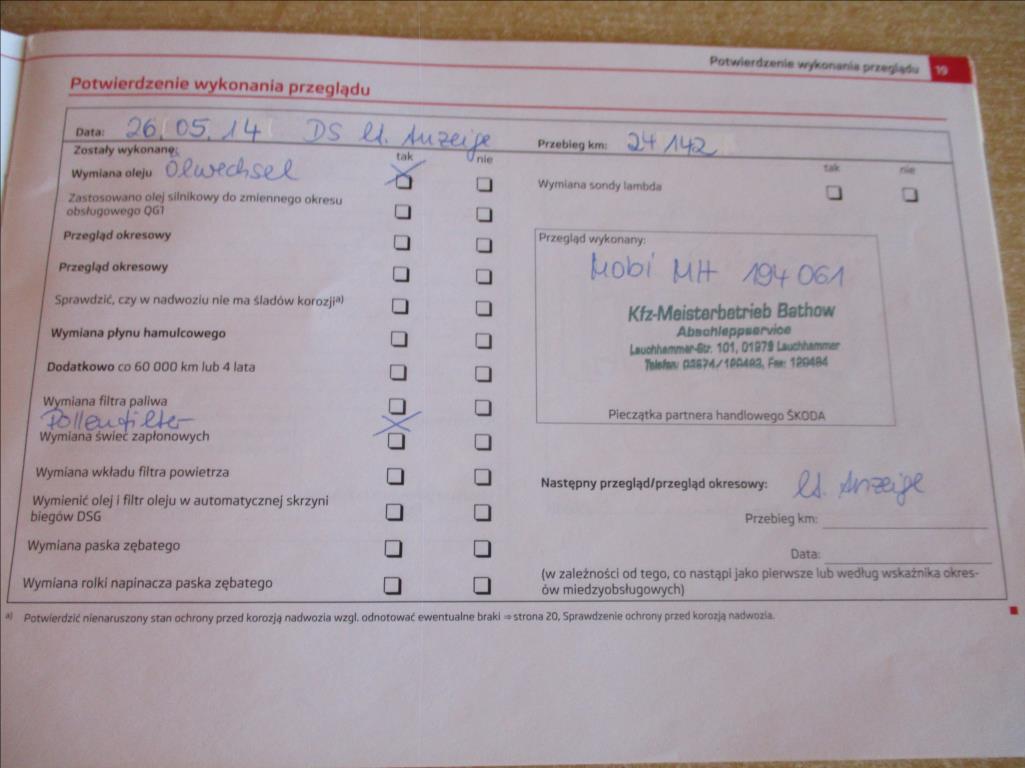 Potwierdzenie wykonania przeglądu 19
Potwierdzenie wykonania przeglądu
Data: 26.05.14 DS lt. Anzeige
Przebieg km: 24 142
Zostały wykonane:
tak nie
Wymiana oleju Ölwechsel
Zastosowano olej silnikowy do zmiennego okresu
obsługowego QG1
Przegląd okresowy
Przegląd okresowy
Sprawdzić, czy w nadwoziu nie ma śladów korozji a)
Wymiana płynu hamulcowego
Dodatkowo co 60 000 km lub 4 lata
Wymiana filtra paliwa
Pollenfilter
Wymiana świec zapłonowych
Wymiana wkładu filtra powietrza
Wymienić olej i filtr oleju w automatycznej skrzyni
biegów DSG
Wymiana paska zębatego
Wymiana rolki napinacza paska zębatego
tak nie
Wymiana sondy lambda
Przegląd wykonany:
Mobi MH 194061
Kfz-Meisterbetrieb Bathow
Abschleppservice
Lauchhammer-Str. 101, 01979 Lauchhammer
Telefon: 03574/120493, Fax: 120494
Pieczątka partnera handlowego ŠKODA
Następny przegląd/przegląd okresowy: lt. Anzeige
Przebieg km:
Data:
(w zależności od tego, co nastąpi jako pierwsze lub według wskaźnika okres-
ów miedzyobsługowych)
a) Potwierdzić nienaruszony stan ochrony przed korozją nadwozia wzgl. odnotować ewentualne braki ⇒ strona 20, Sprawdzenie ochrony przed korozją nadwozia.